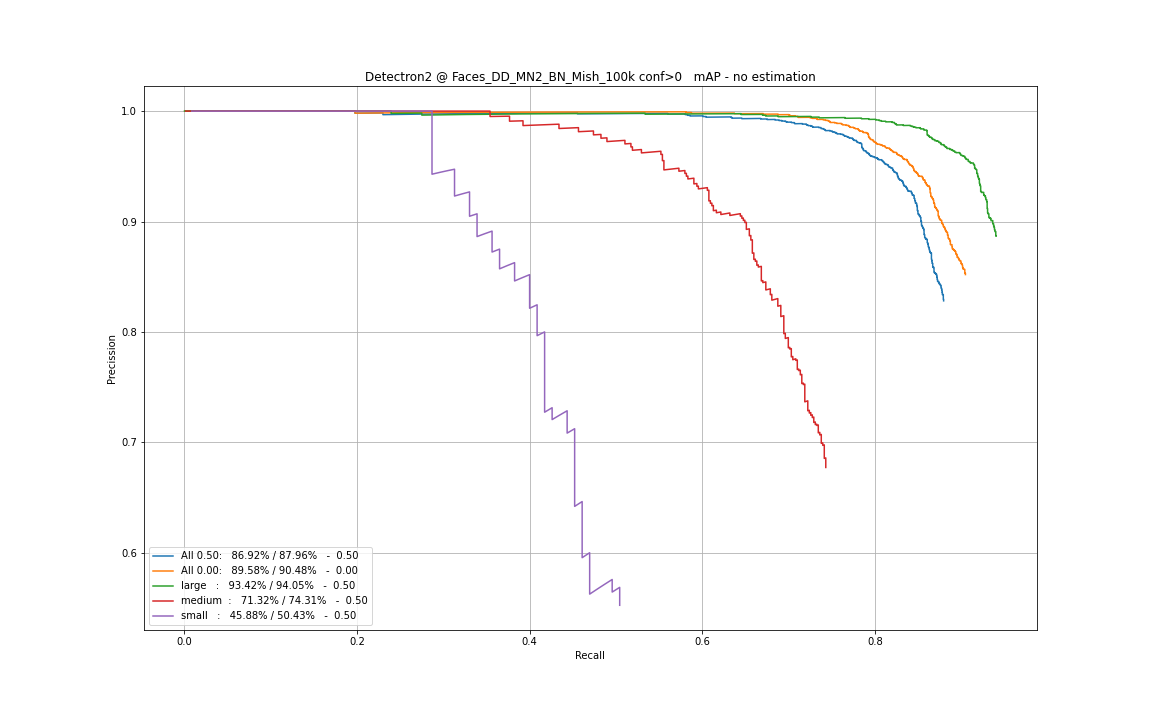 Detectron2 @ Faces_DD_MN2_BN_Mish_100k conf>0 mAP - no estimation
1.0
0.9
0.8
0.7
0.6
Precission
All 0.50: 86.92% / 87.96% - 0.50
All 0.00: 89.58% / 90.48% - 0.00
large : 93.42% / 94.05% - 0.50
medium : 71.32% / 74.31% - 0.50
small : 45.88% / 50.43% - 0.50
0.0 0.2 0.4 0.6 0.8
Recall